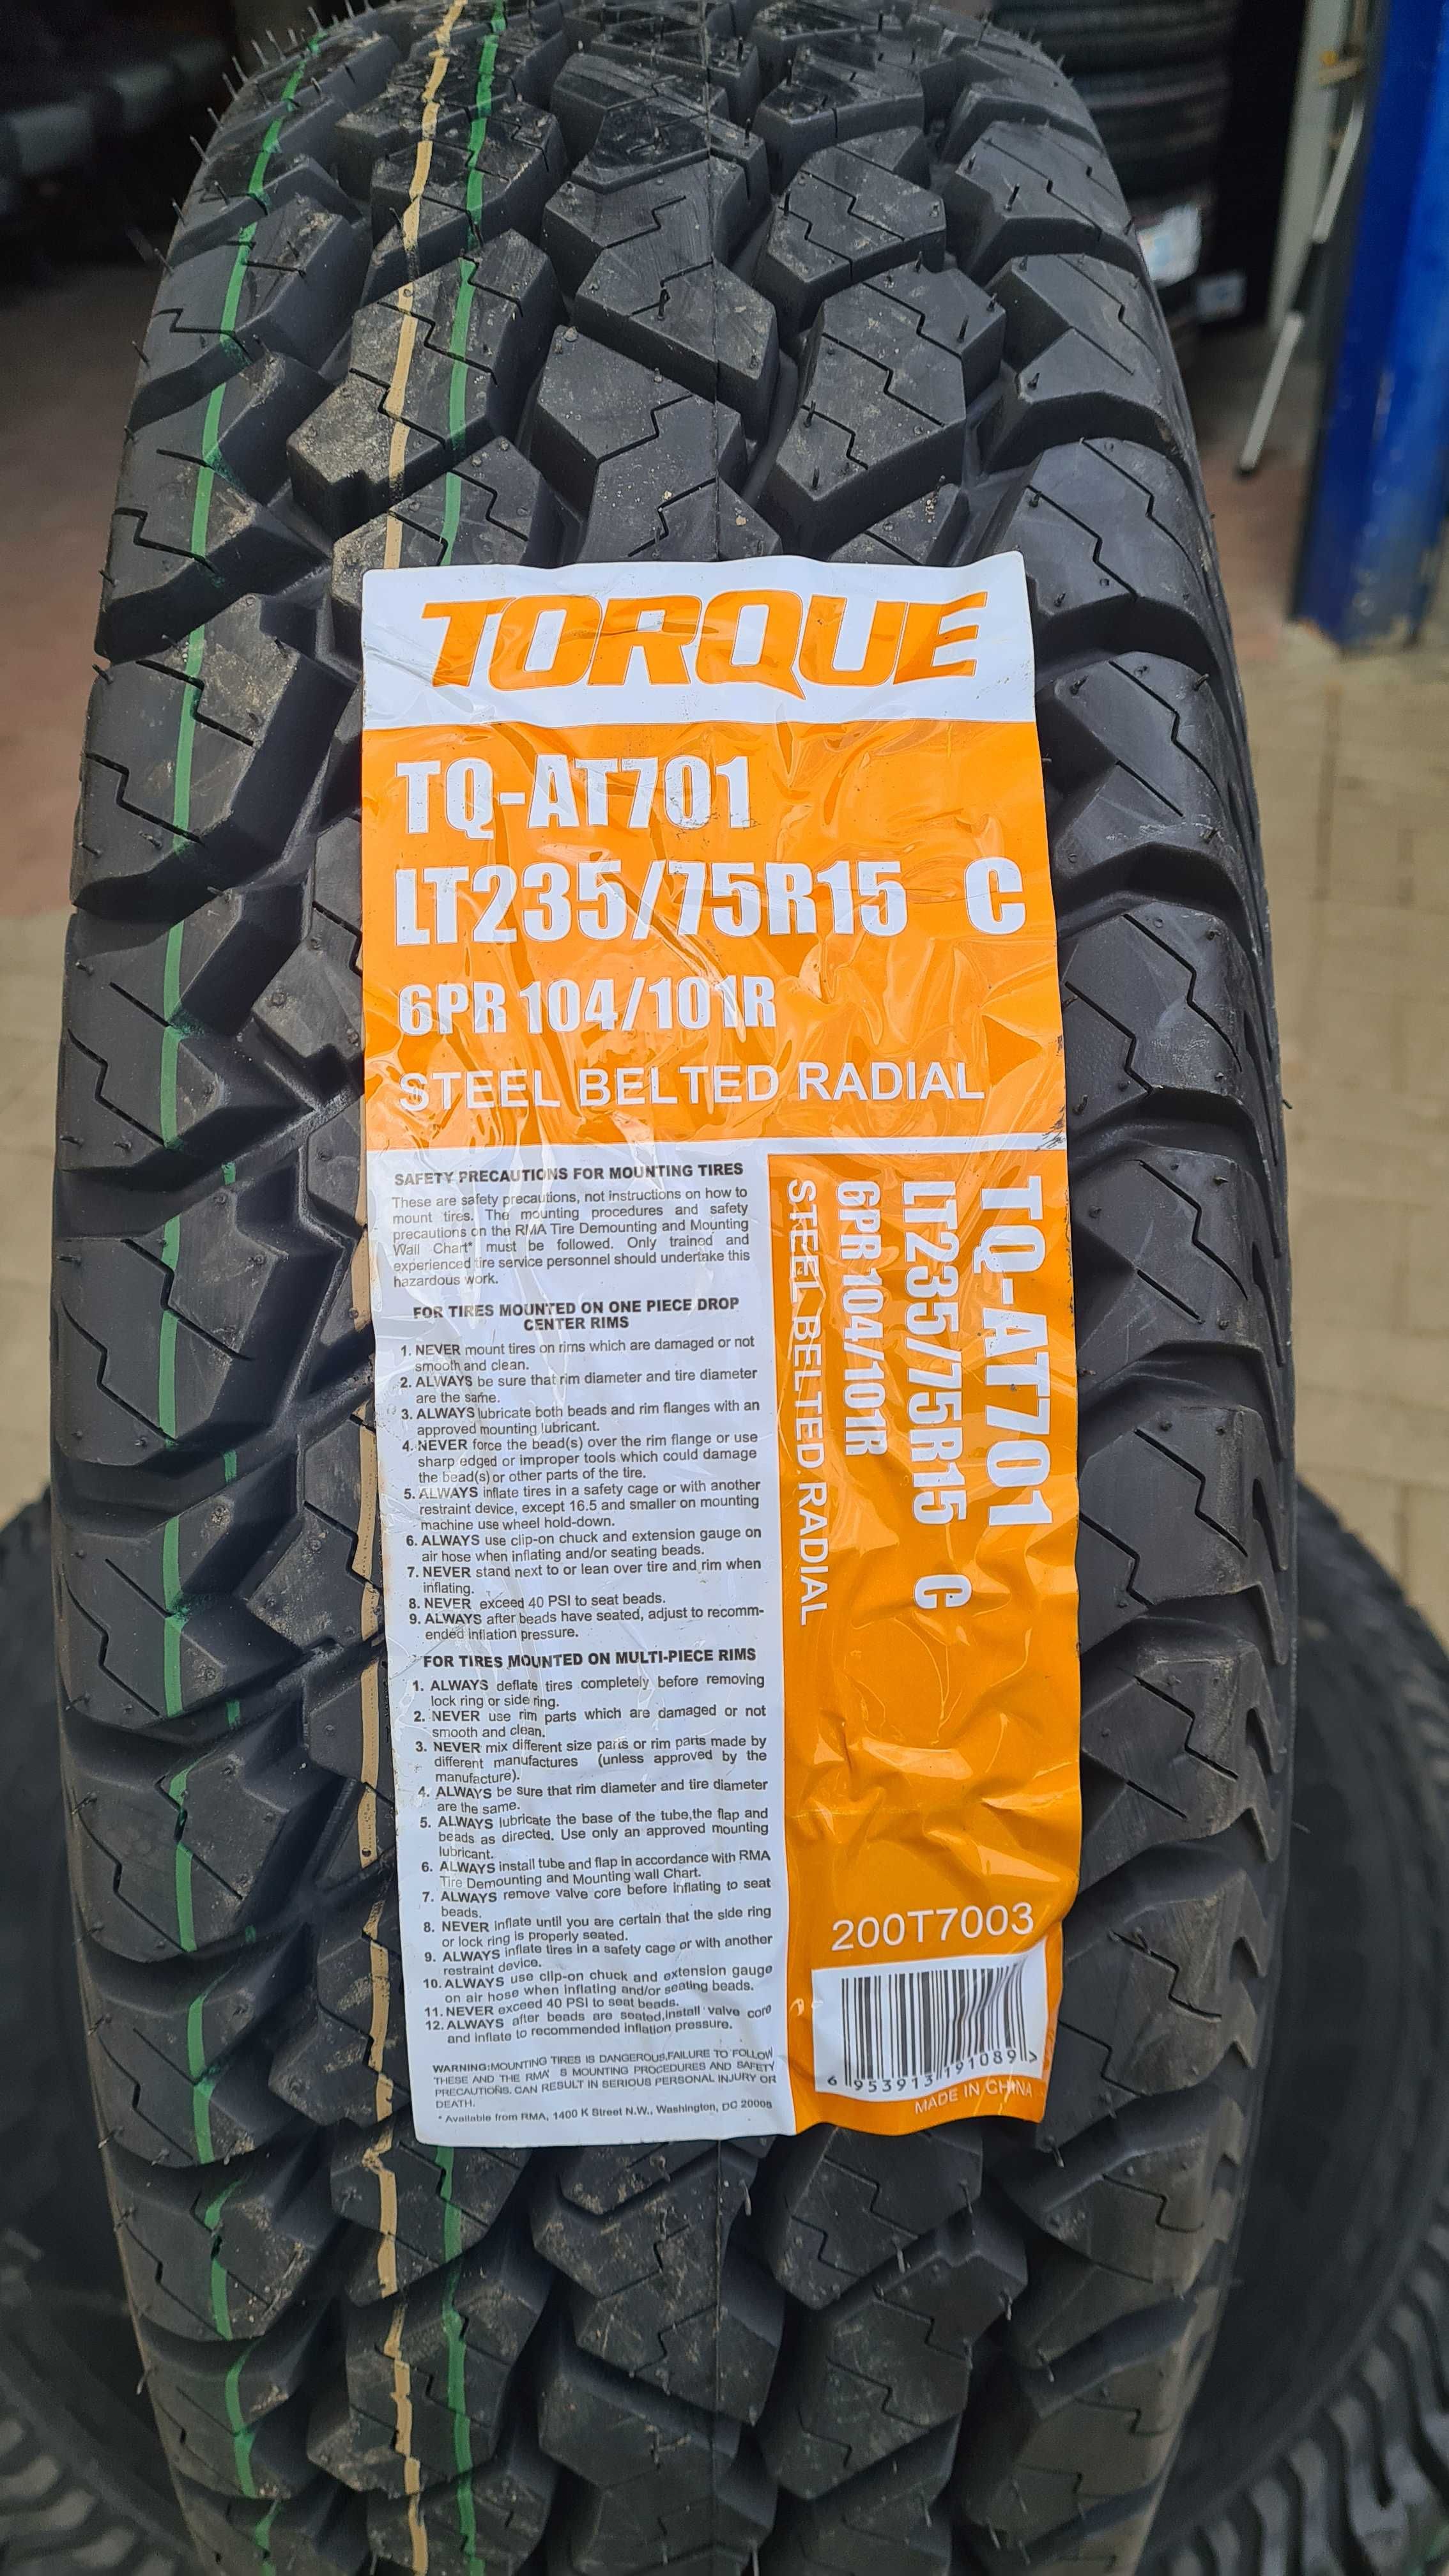 TORQUE
TQ-AT701
LT235/75R15 C
6PR 104/101R
STEEL BELTED RADIAL
SAFETY PRECAUTIONS FOR MOUNTING TIRES
These are safety precautions, not instructions on how to
mount tires. The mounting procedures and safety
precautions on the RMA Tire Demounting and Mounting
Wall Chart* must be followed. Only trained and
experienced tire service personnel should undertake this
hazardous work.
FOR TIRES MOUNTED ON ONE PIECE DROP
CENTER RIMS
1. NEVER mount tires on rims which are damaged or not
smooth and clean.
2. ALWAYS be sure that rim diameter and tire diameter
are the same.
3. ALWAYS lubricate both beads and rim flanges with an
approved mounting lubricant.
4. NEVER force the bead(s) over the rim flange or use
sharp edged or improper tools which could damage
the bead(s) or other parts of the tire.
5. ALWAYS inflate tires in a safety cage or with another
restraint device, except 16.5 and smaller on mounting
machine use wheel hold-down.
6. ALWAYS use clip-on chuck and extension gauge on
air hose when inflating and/or seating beads.
7. NEVER stand next to or lean over tire and rim when
inflating.
8. NEVER exceed 40 PSI to seat beads.
9. ALWAYS after beads have seated, adjust to recomm-
ended inflation pressure.
FOR TIRES MOUNTED ON MULTI-PIECE RIMS
1. ALWAYS deflate tires completely before removing
lock ring or side ring.
2. NEVER use rim parts which are damaged or not
smooth and clean.
3. NEVER mix different size parts or rim parts made by
different manufactures (unless approved by the
manufacture).
4. ALWAYS be sure that rim diameter and tire diameter
are the same.
5. ALWAYS lubricate the base of the tube,the flap and
beads as directed. Use only an approved mounting
lubricant.
6. ALWAYS install tube and flap in accordance with RMA
Tire Demounting and Mounting wall Chart.
7. ALWAYS remove valve core before inflating to seat
beads.
8. NEVER inflate until you are certain that the side ring
or lock ring is properly seated.
9. ALWAYS inflate tires in a safety cage or with another
restraint device.
10. ALWAYS use clip-on chuck and extension gauge
on air hose when inflating and/or seating beads.
11. NEVER exceed 40 PSI to seat beads.
12. ALWAYS after beads are seated,install valve core
and inflate to recommended inflation pressure.
WARNING:MOUNTING TIRES IS DANGEROUS.FAILURE TO FOLLOW
THESE AND THE RMA' S MOUNTING PROCEDURES AND SAFETY
PRECAUTIONS. CAN RESULT IN SERIOUS PERSONAL INJURY OR
DEATH.
* Available from RMA, 1400 K Street N.W., Washington, DC 20005
TQ-AT701
LT235/75R15 C
6PR 104/101R
STEEL BELTED RADIAL
200T7003
6 953913 191089 >
MADE IN CHINA